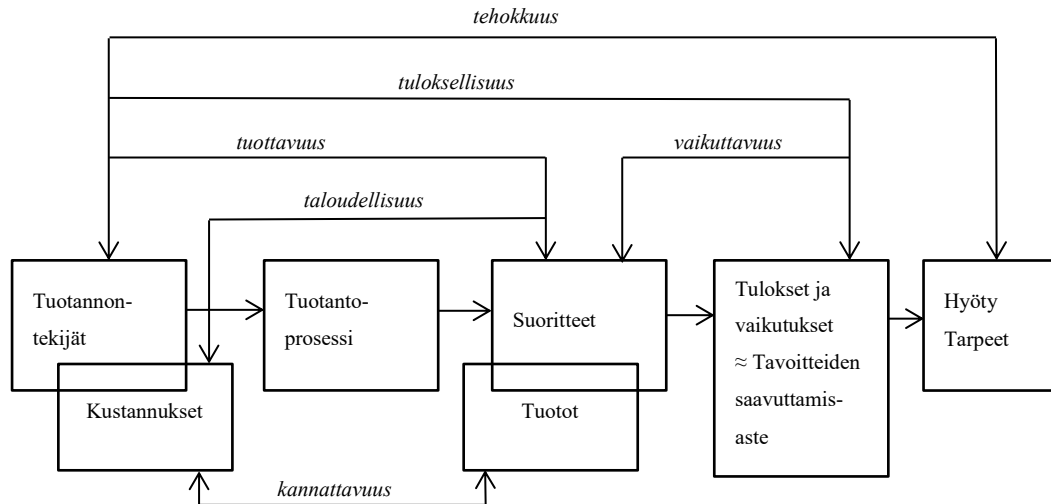 tehokkuus
tuloksellisuus
tuottavuus
vaikuttavuus
taloudellisuus
Tuotannon-
tekijät
Kustannukset
Tuotanto-
prosessi
Suoritteet
Tuotot
Tulokset ja
vaikutukset
≈ Tavoitteiden
saavuttamis-
aste
Hyöty
Tarpeet
kannattavuus